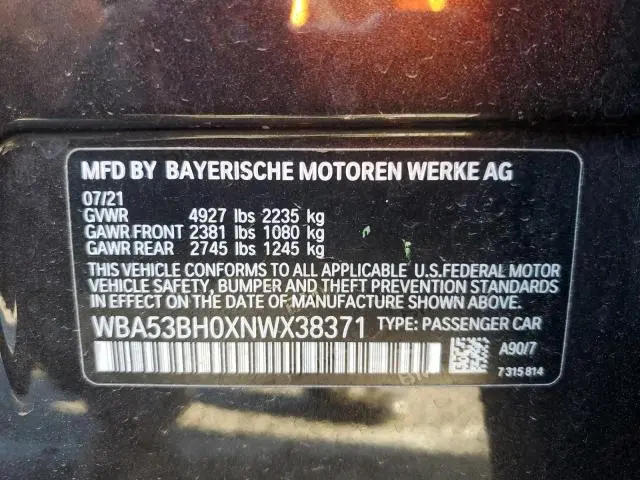 MFD BY BAYERISCHE MOTOREN WERKE AG
07/21
GVWR 4927 lbs 2235 kg
GAWR FRONT 2381 lbs 1080 kg
GAWR REAR 2745 lbs 1245 kg
THIS VEHICLE CONFORMS TO ALL APPLICABLE U.S.FEDERAL MOTOR
VEHICLE SAFETY, BUMPER AND THEFT PREVENTION STANDARDS
IN EFFECT ON THE DATE OF MANUFACTURE SHOWN ABOVE.
WBA53BH0XNWX38371 TYPE: PASSENGER CAR
A90/7
7 315 814